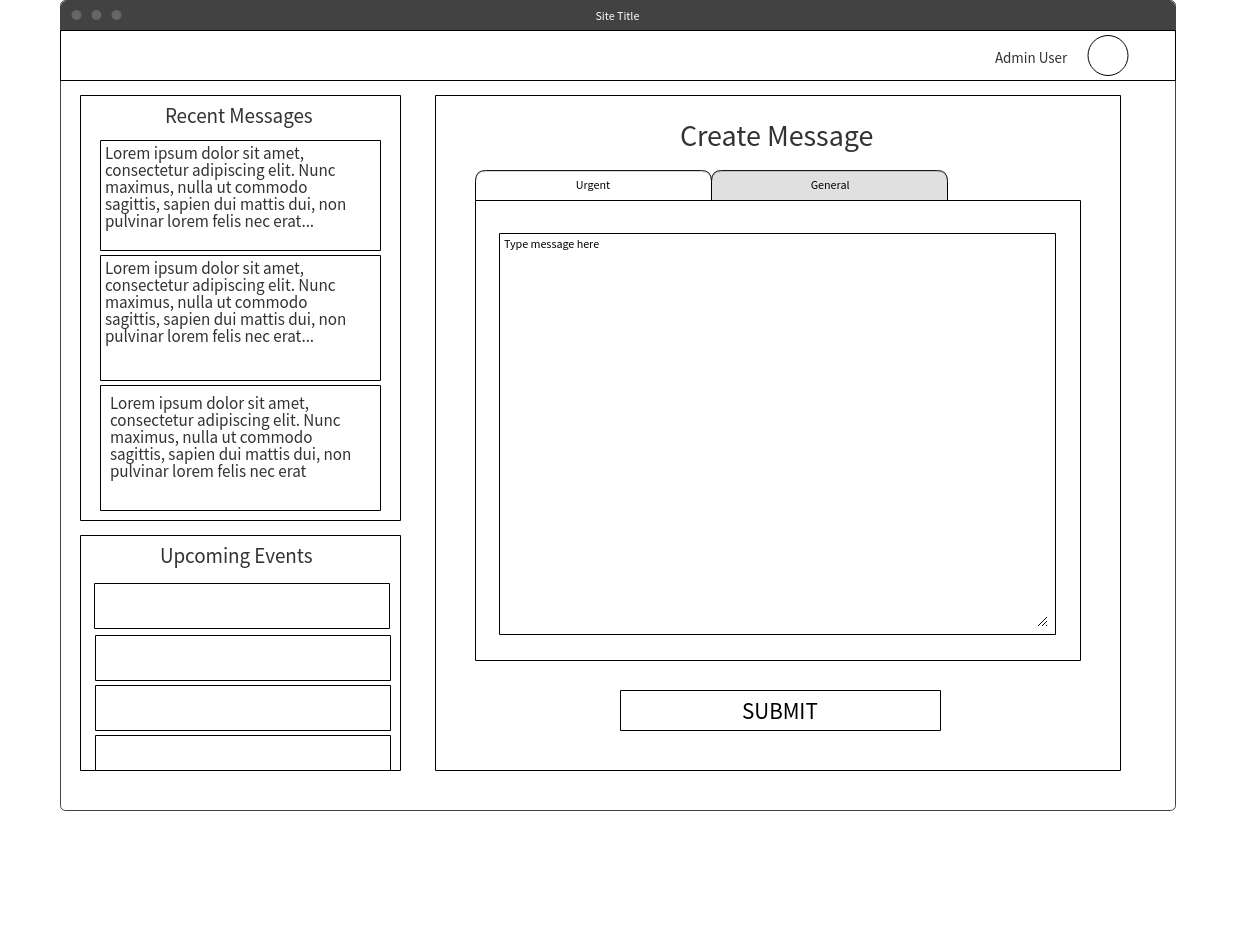 Site Title
Admin User
Recent Messages
Lorem ipsum dolor sit amet,
consectetur adipiscing elit. Nunc
maximus, nulla ut commodo
sagittis, sapien dui mattis dui, non
pulvinar lorem felis nec erat...
Lorem ipsum dolor sit amet,
consectetur adipiscing elit. Nunc
maximus, nulla ut commodo
sagittis, sapien dui mattis dui, non
pulvinar lorem felis nec erat...
Lorem ipsum dolor sit amet,
consectetur adipiscing elit. Nunc
maximus, nulla ut commodo
sagittis, sapien dui mattis dui, non
pulvinar lorem felis nec erat
Upcoming Events
Create Message
Urgent
General
Type message here
SUBMIT